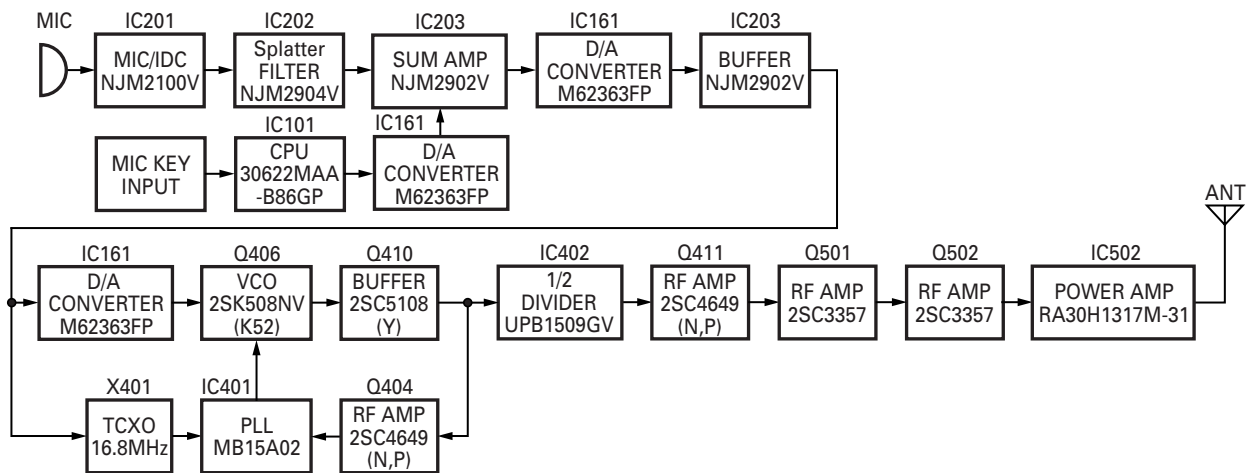 MIC
IC201
MIC/IDC
NJM2100V
IC202
Splatter
FILTER
NJM2904V
IC203
SUM AMP
NJM2902V
IC161
D/A
CONVERTER
M62363FP
IC203
BUFFER
NJM2902V
MIC KEY
INPUT
IC101
CPU
30622MAA
-B86GP
IC161
D/A
CONVERTER
M62363FP
ANT
IC161
D/A
CONVERTER
M62363FP
Q406
VCO
2SK508NV
(K52)
Q410
BUFFER
2SC5108
(Y)
IC402
1/2
DIVIDER
UPB1509GV
Q411
RF AMP
2SC4649
(N,P)
Q501
RF AMP
2SC3357
Q502
RF AMP
2SC3357
IC502
POWER AMP
RA30H1317M-31
X401
TCXO
16.8MHz
IC401
PLL
MB15A02
Q404
RF AMP
2SC4649
(N,P)